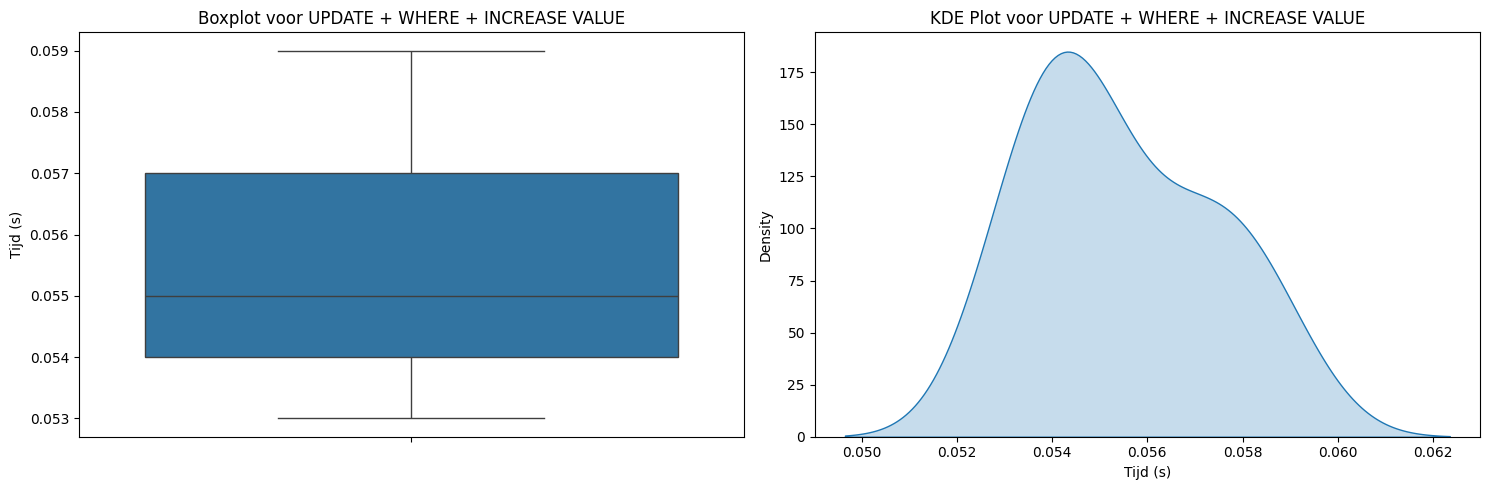 Boxplot voor UPDATE + WHERE + INCREASE VALUE
0.059
0.058
0.057
0.056
0.055
0.054
0.053
Tijd (s)
KDE Plot voor UPDATE + WHERE + INCREASE VALUE
175
150
125
100
75
50
25
0
Density
0.050 0.052 0.054 0.056 0.058 0.060 0.062
Tijd (s)